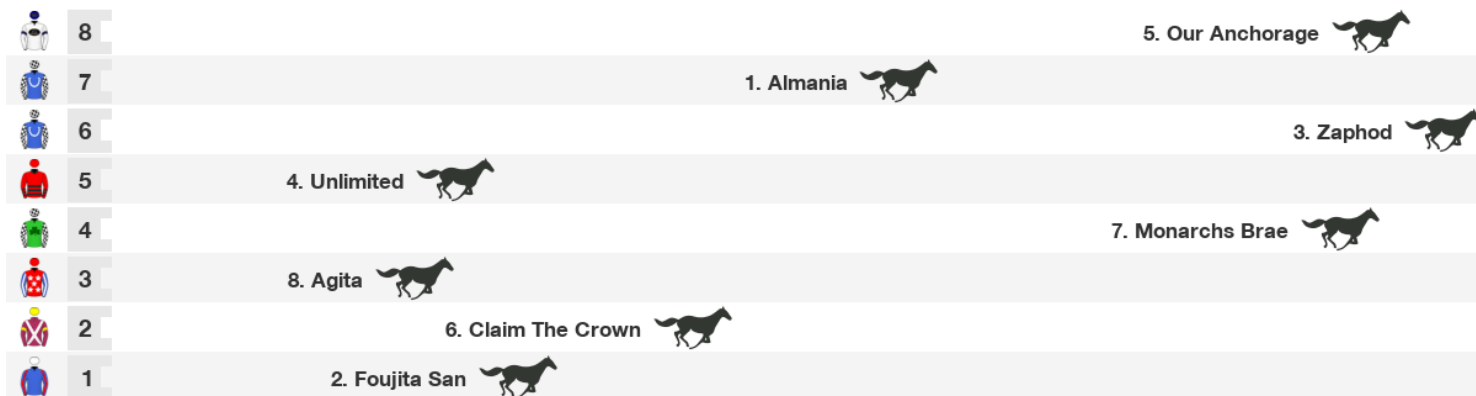 8 5. Our Anchorage
7 1. Almania
6 3. Zaphod
5 4. Unlimited
4 7. Monarchs Brae
3 8. Agita
2 6. Claim The Crown
1 2. Foujita San